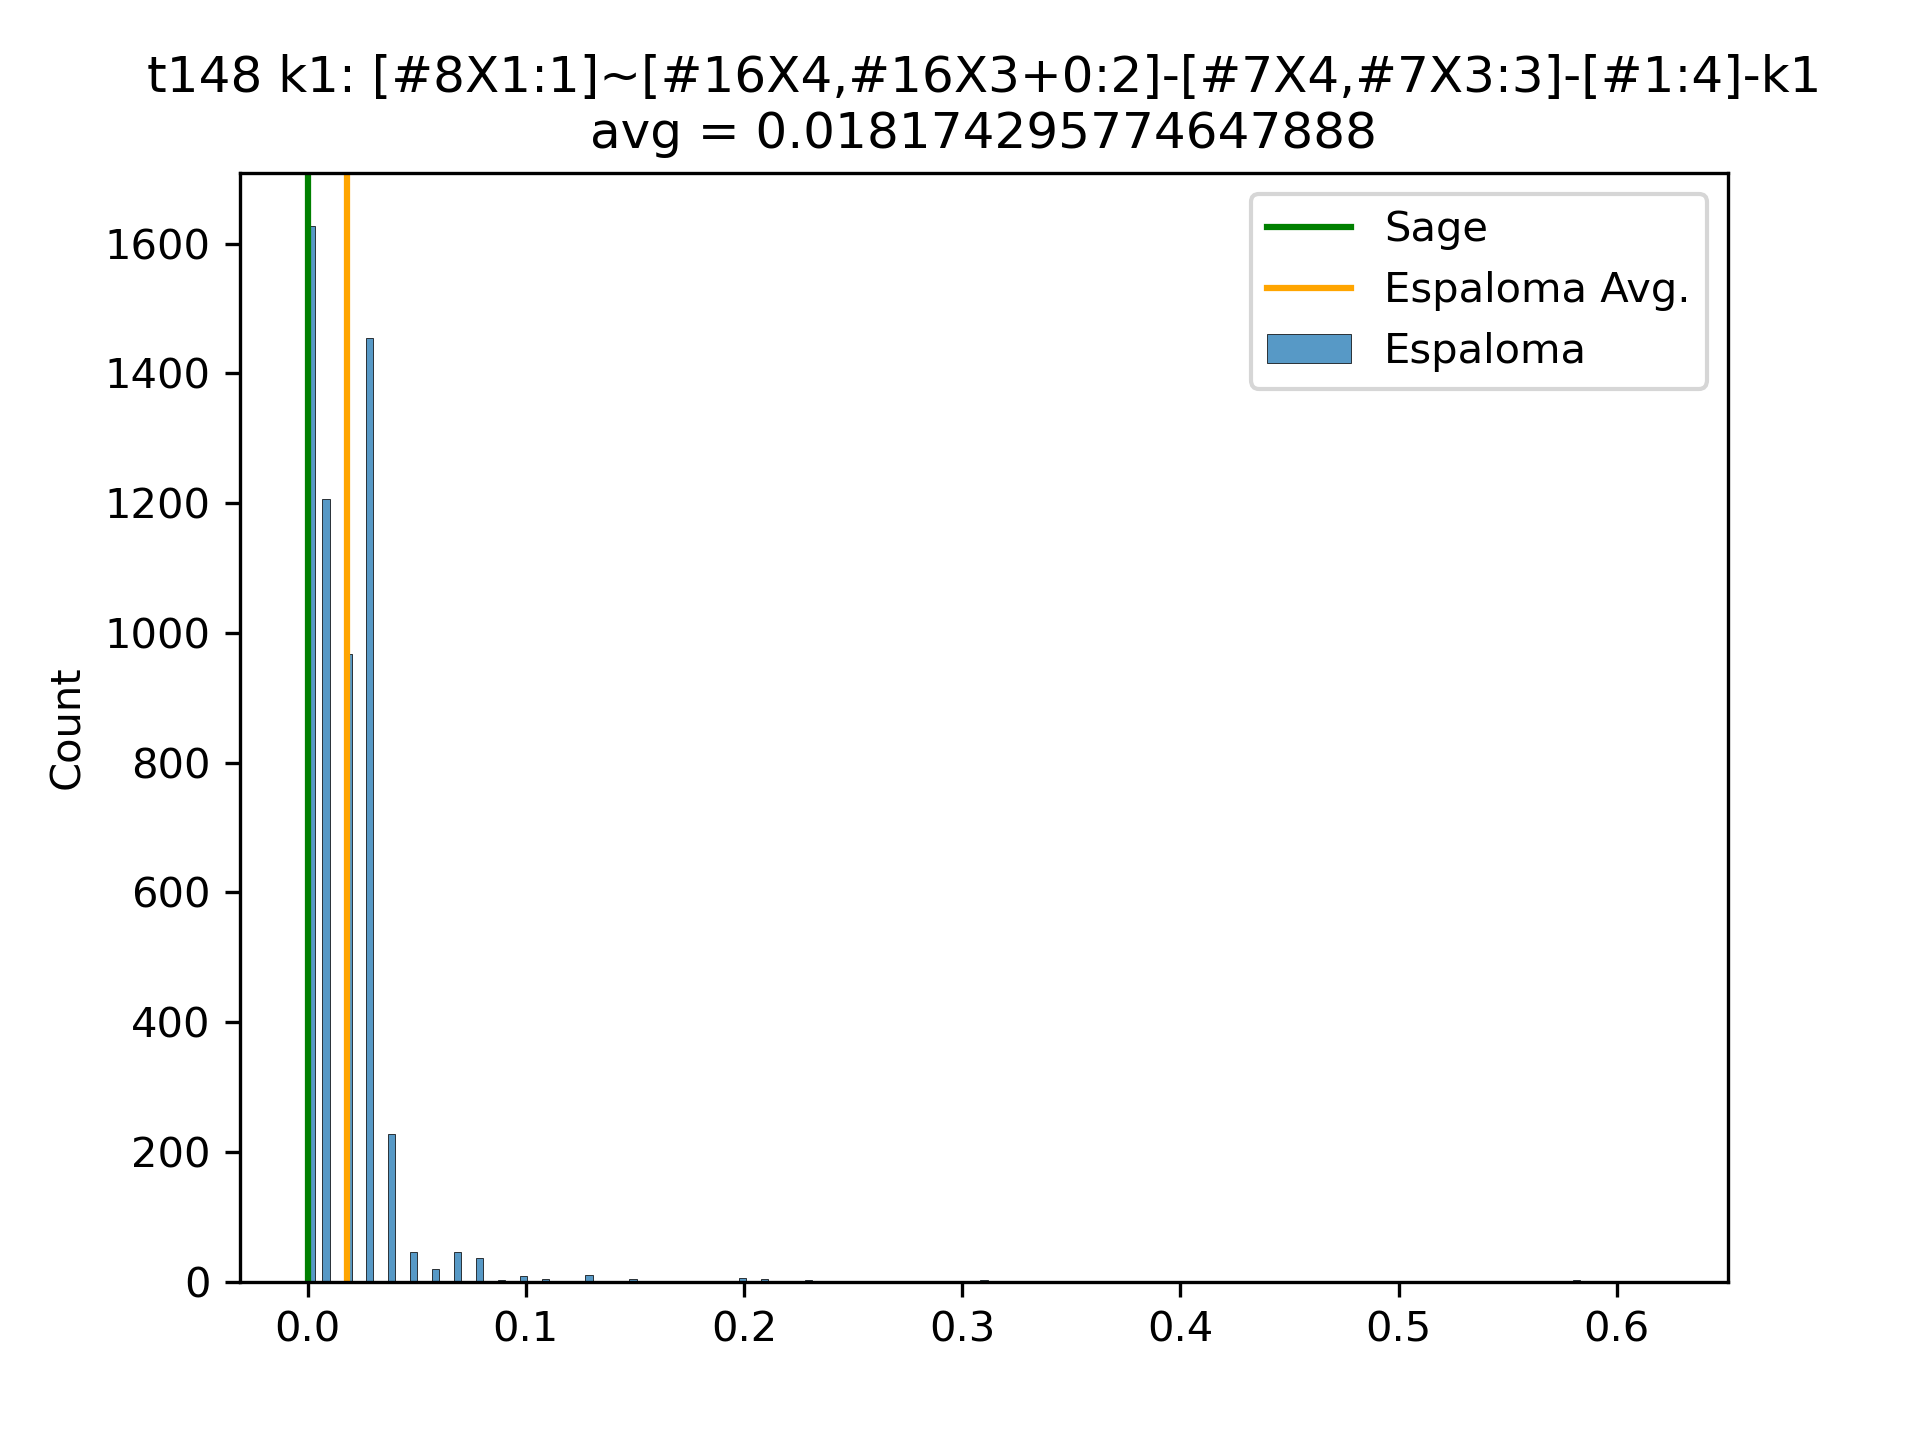 t148 k1: [#8X1:1]~[#16X4,#16X3+0:2]-[#7X4,#7X3:3]-[#1:4]-k1
avg = 0.018174295774647888
Sage
Espaloma Avg.
Espaloma
Count
1600
1400
1200
1000
800
600
400
200
0
0.0 0.1 0.2 0.3 0.4 0.5 0.6